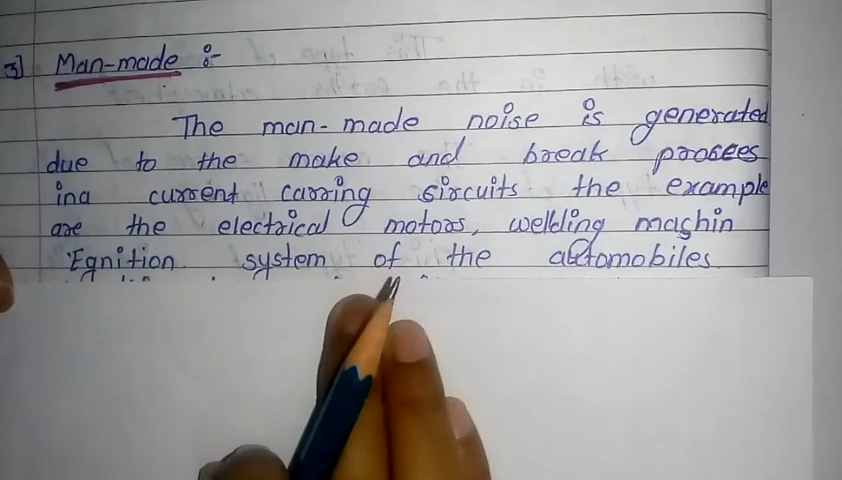 3] Man-made :-
The man-made noise is generated
due to the make and break prosees
ina current carring circuits. the example
are the electrical motors, welding mashin
Egnition system of the automobiles